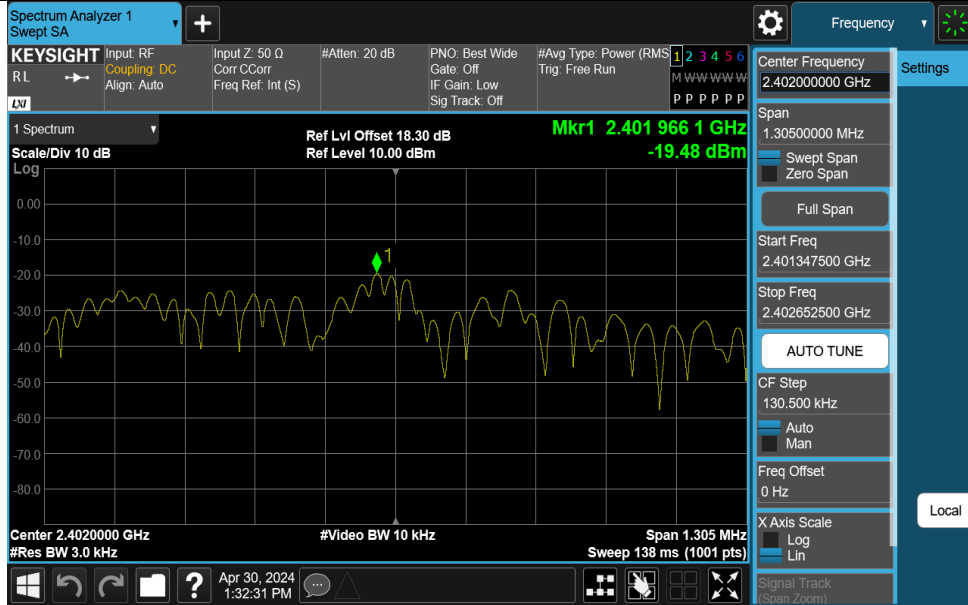 Spectrum Analyzer 1
Swept SA
+
Frequency
KEYSIGHT
R L
LXI
Input: RF
Coupling: DC
Align: Auto
Input Z: 50 Ω
Corr CCorr
Freq Ref: Int (S)
#Atten: 20 dB
PNO: Best Wide
Gate: Off
IF Gain: Low
Sig Track: Off
#Avg Type: Power (RMS
Trig: Free Run
1 2 3 4 5 6
M W W W W W
P P P P P P
1 Spectrum
Scale/Div 10 dB
Log
Ref Lvl Offset 18.30 dB
Ref Level 10.00 dBm
Mkr1 2.401 966 1 GHz
-19.48 dBm
0.00
-10.0
-20.0
-30.0
-40.0
-50.0
-60.0
-70.0
-80.0
1
Center 2.4020000 GHz
#Res BW 3.0 kHz
#Video BW 10 kHz
Span 1.305 MHz
Sweep 138 ms (1001 pts)
Center Frequency
2.402000000 GHz
Settings
Span
1.30500000 MHz
Swept Span
Zero Span
Full Span
Start Freq
2.401347500 GHz
Stop Freq
2.402652500 GHz
AUTO TUNE
CF Step
130.500 kHz
Auto
Man
Freq Offset
0 Hz
Local
X Axis Scale
Log
Lin
Signal Track
(Span Zoom)
?
Apr 30, 2024
1:32:31 PM